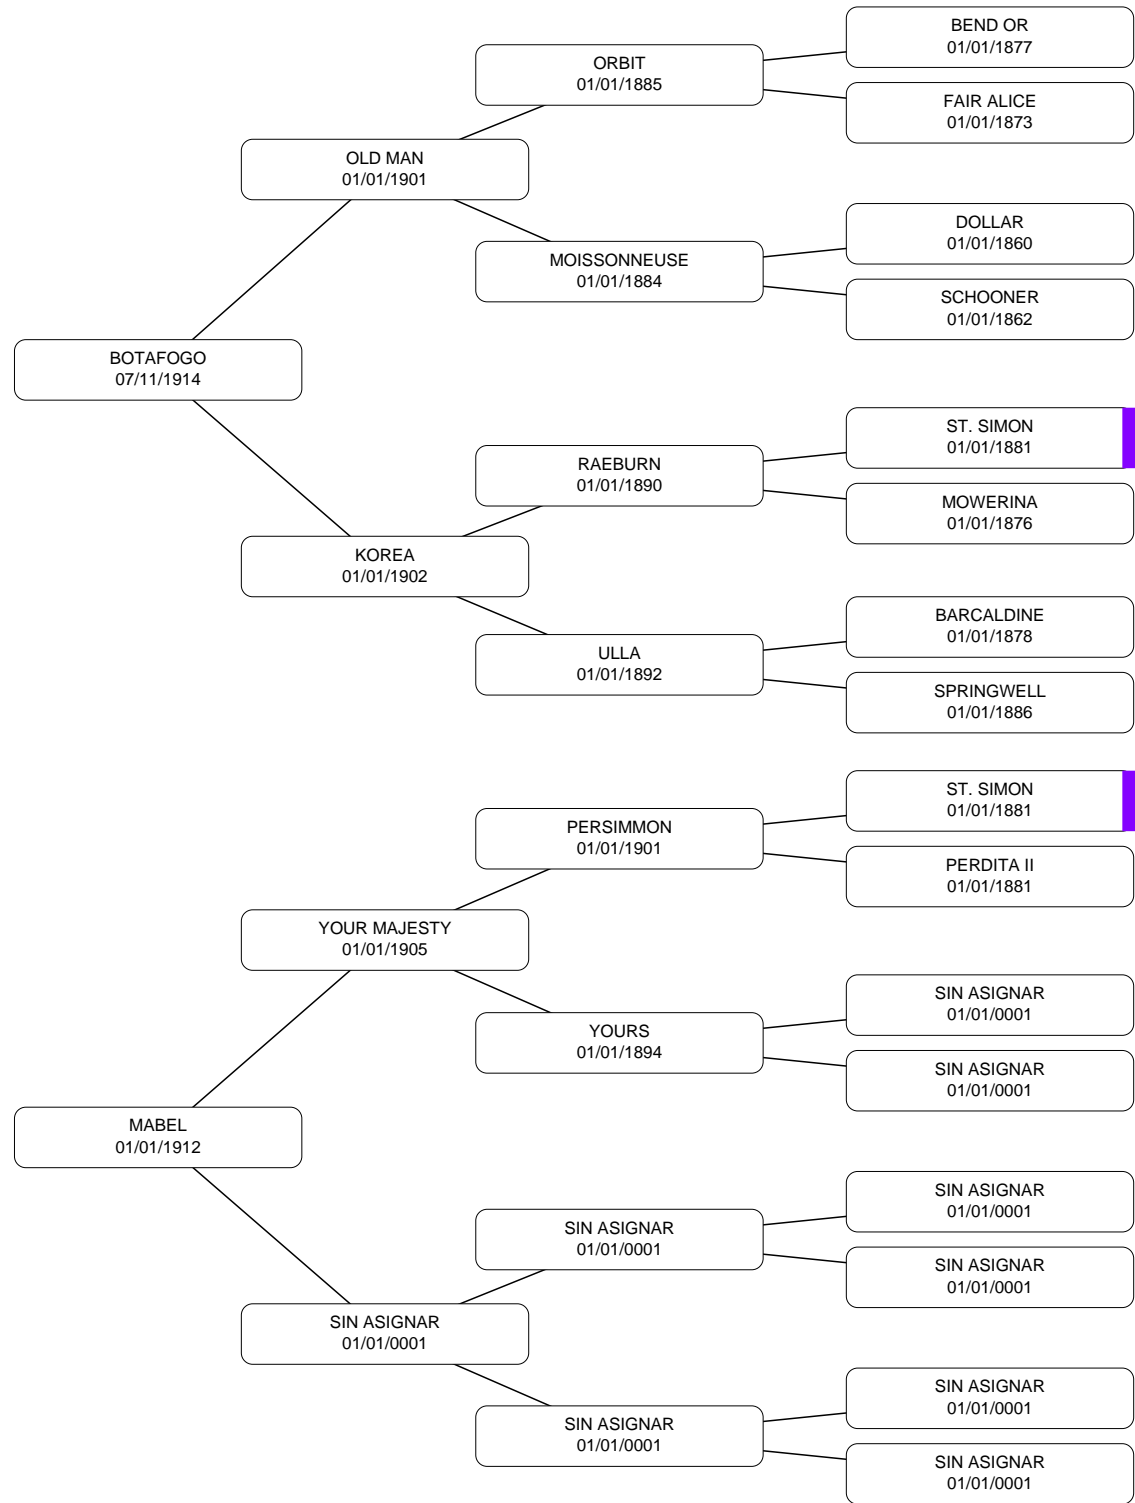 BEND OR
01/01/1877
ORBIT
01/01/1885
FAIR ALICE
01/01/1873
OLD MAN
01/01/1901
DOLLAR
01/01/1860
MOISSONNEUSE
01/01/1884
SCHOONER
01/01/1862
BOTAFOGO
07/11/1914
ST. SIMON
01/01/1881
RAEBURN
01/01/1890
MOWERINA
01/01/1876
KOREA
01/01/1902
BARCALDINE
01/01/1878
ULLA
01/01/1892
SPRINGWELL
01/01/1886
ST. SIMON
01/01/1881
PERSIMMON
01/01/1901
PERDITA II
01/01/1881
YOUR MAJESTY
01/01/1905
SIN ASIGNAR
01/01/0001
YOURS
01/01/1894
SIN ASIGNAR
01/01/0001
MABEL
01/01/1912
SIN ASIGNAR
01/01/0001
SIN ASIGNAR
01/01/0001
SIN ASIGNAR
01/01/0001
SIN ASIGNAR
01/01/0001
SIN ASIGNAR
01/01/0001
SIN ASIGNAR
01/01/0001
SIN ASIGNAR
01/01/0001